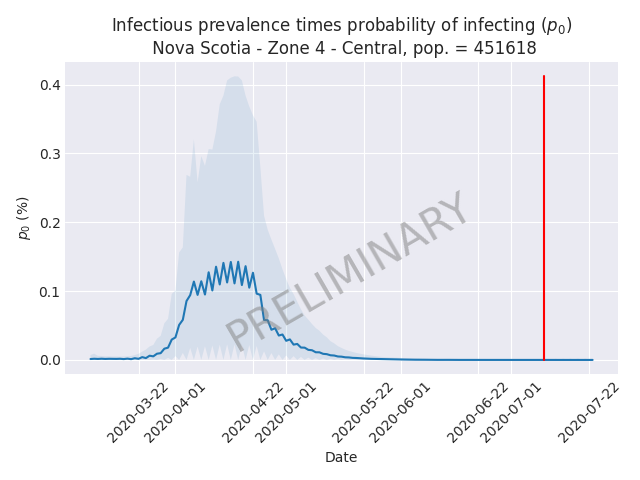 Infectious prevalence times probability of infecting (p₀)
Nova Scotia - Zone 4 - Central, pop. = 451618
0.4
0.3
0.2
0.1
0.0
p₀ (%)
PRELIMINARY
2020-03-22
2020-04-01
2020-04-22
2020-05-01
2020-05-22
2020-06-01
2020-06-22
2020-07-01
2020-07-22
Date